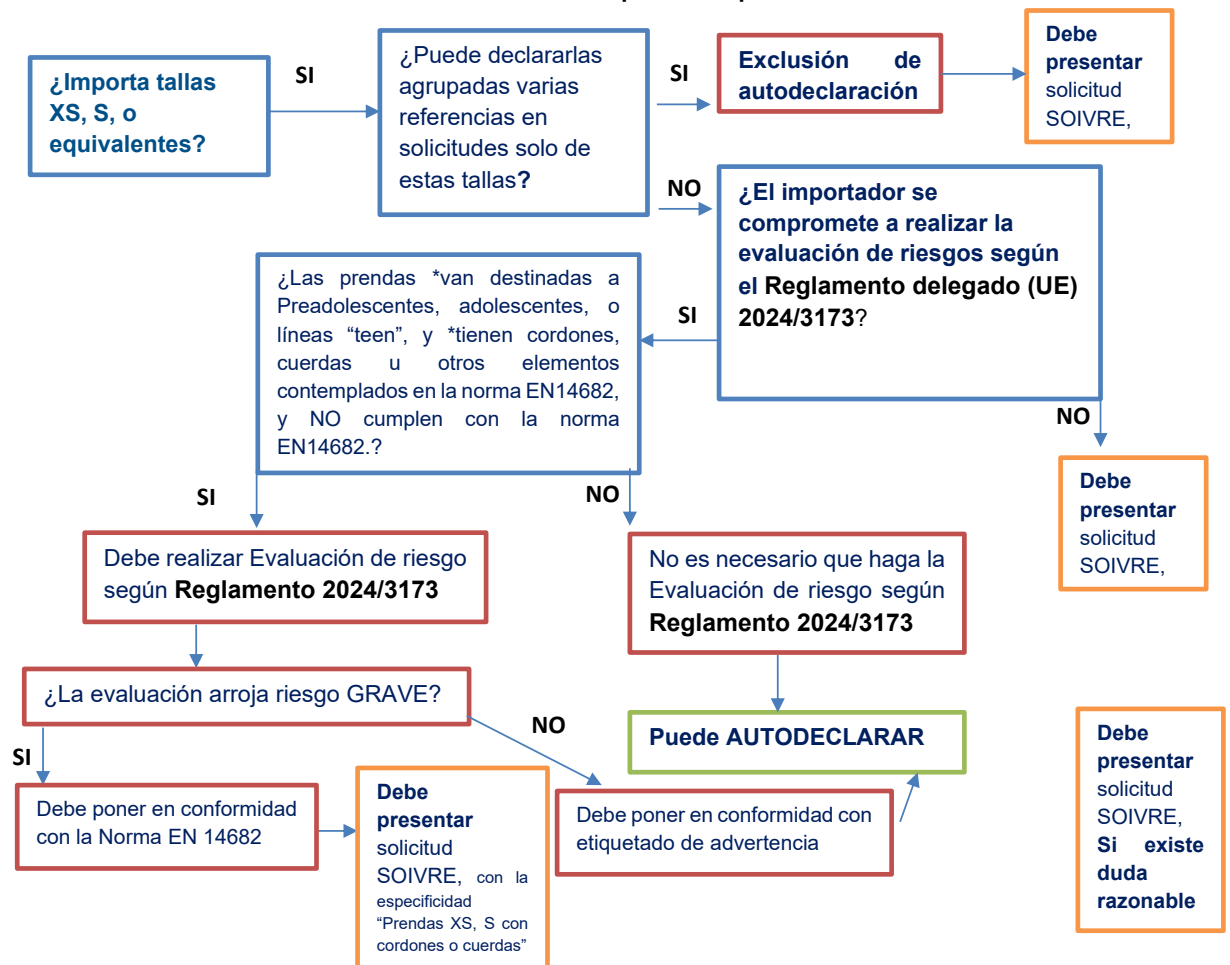 ¿Importa tallas
XS, S, o
equivalentes?
SI
¿Puede declararlas
agrupadas varias
referencias en
solicitudes solo de
estas tallas?
SI
Exclusión de
autodeclaración
Debe
presentar
solicitud
SOIVRE,
NO
¿El importador se
compromete a realizar la
evaluación de riesgos según
el Reglamento delegado (UE)
2024/3173?
SI
¿Las prendas *van destinadas a
Preadolescentes, adolescentes, o
líneas “teen”, y *tienen cordones,
cuerdas u otros elementos
contemplados en la norma EN14682,
y NO cumplen con la norma
EN14682.?
NO
Debe
presentar
solicitud
SOIVRE,
SI
NO
Debe realizar Evaluación de riesgo
según Reglamento 2024/3173
No es necesario que haga la
Evaluación de riesgo según
Reglamento 2024/3173
¿La evaluación arroja riesgo GRAVE?
SI
NO
Puede AUTODECLARAR
Debe poner en conformidad
con la Norma EN 14682
Debe
presentar
solicitud
SOIVRE, con la
especificidad
“Prendas XS, S con
cordones o cuerdas”
Debe poner en conformidad con
etiquetado de advertencia
Debe
presentar
solicitud
SOIVRE,
Si existe
duda
razonable